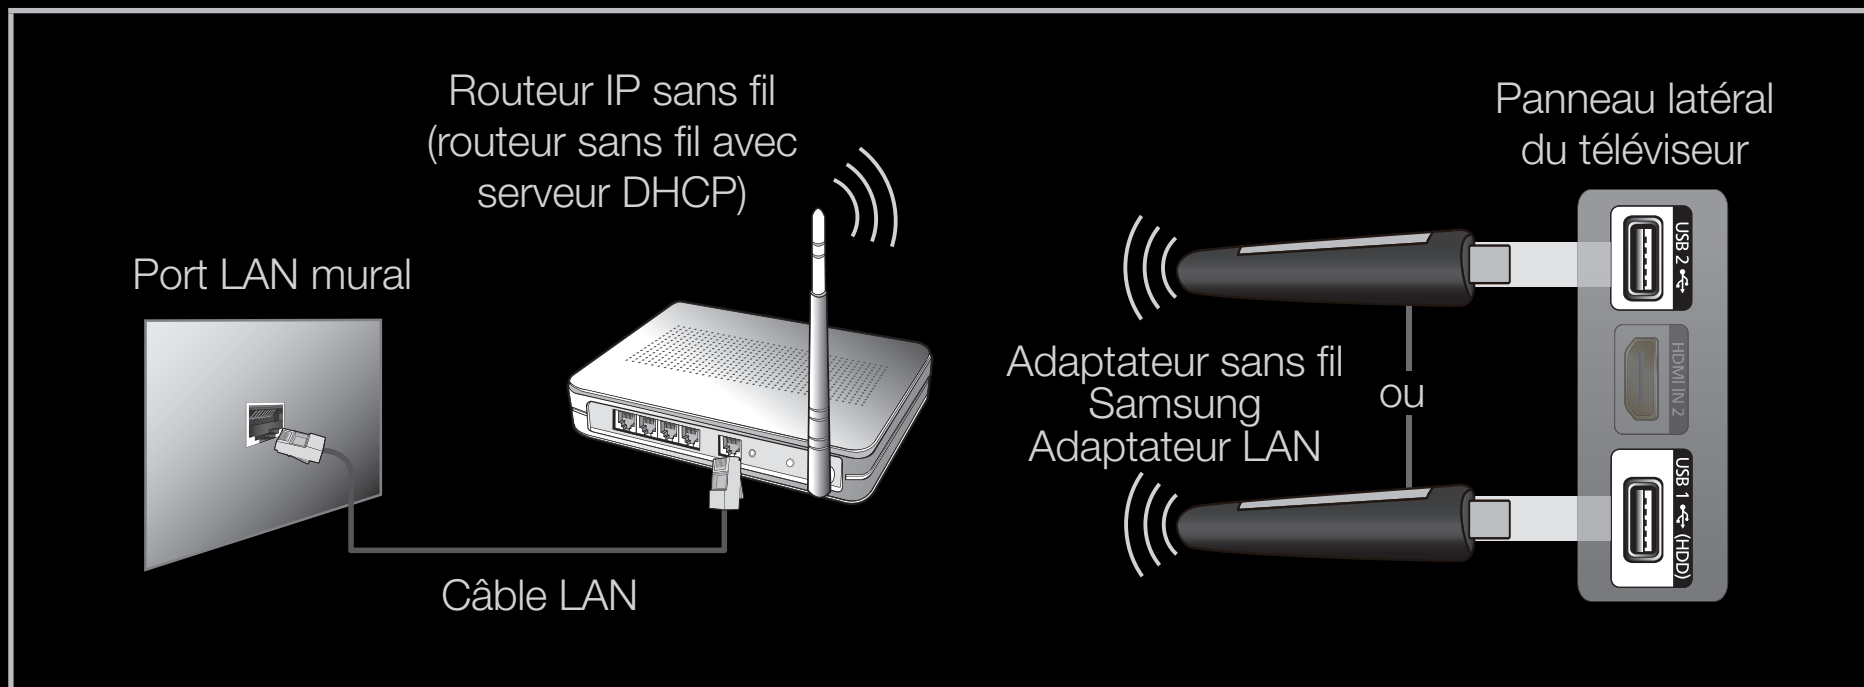 Routeur IP sans fil
(routeur sans fil avec
serveur DHCP)
Port LAN mural
Câble LAN
Adaptateur sans fil
Samsung
Adaptateur LAN
ou
Panneau latéral
du téléviseur
USB 2
HDMI IN 2
USB 1 (HDD)